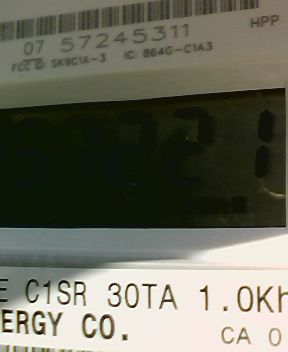 HPP
07 57245311
FCC ID: SK9C1A-3 IC: 864G-C1A3
E C1SR 30TA 1.0Kh
ERGY CO.
CA 0